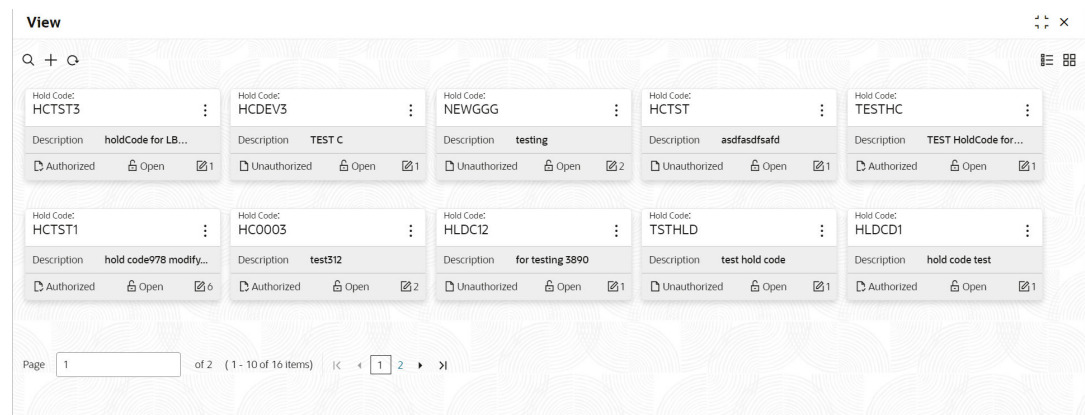 View
Hold Code:
HCTST3
Description holdCode for LB...
Authorized Open 1
Hold Code:
HCDEV3
Description TEST C
Unauthorized Open 1
Hold Code:
NEWGGG
Description testing
Unauthorized Open 2
Hold Code:
HCTST
Description asdfasdfsafd
Unauthorized Open 1
Hold Code:
TESTHC
Description TEST HoldCode for...
Authorized Open 1
Hold Code:
HCTST1
Description hold code978 modify...
Authorized Open 6
Hold Code:
HC0003
Description test312
Authorized Open 2
Hold Code:
HLDC12
Description for testing 3890
Unauthorized Open 1
Hold Code:
TSTHLD
Description test hold code
Unauthorized Open 1
Hold Code:
HLDCD1
Description hold code test
Authorized Open 1
Page 1 of 2 (1 - 10 of 16 items) 1 2